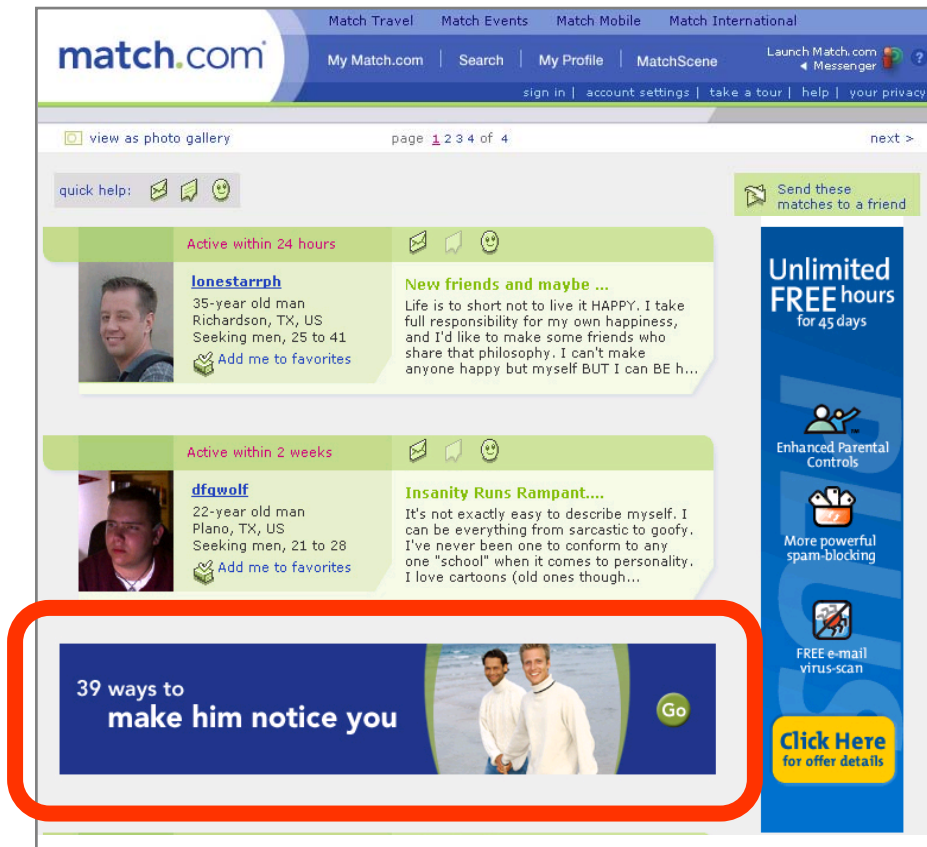 Match Travel Match Events Match Mobile Match International
match.com
My Match.com | Search | My Profile | MatchScene
Launch Match.com
Messenger
?
sign in | account settings | take a tour | help | your privacy
view as photo gallery
page 1 2 3 4 of 4
next >
quick help:
Send these
matches to a friend
Active within 24 hours
lonestarrph
35-year old man
Richardson, TX, US
Seeking men, 25 to 41
Add me to favorites
New friends and maybe ...
Life is to short not to live it HAPPY. I take
full responsibility for my own happiness,
and I'd like to make some friends who
share that philosophy. I can't make
anyone happy but myself BUT I can BE h...
Active within 2 weeks
dfqwolf
22-year old man
Plano, TX, US
Seeking men, 21 to 28
Add me to favorites
Insanity Runs Rampant....
It's not exactly easy to describe myself. I
can be everything from sarcastic to goofy.
I've never been one to conform to any
one "school" when it comes to personality.
I love cartoons (old ones though...
39 ways to
make him notice you
Go
Unlimited
FREE hours
for 45 days
Enhanced Parental
Controls
More powerful
spam-blocking
FREE e-mail
virus-scan
Click Here
for offer details